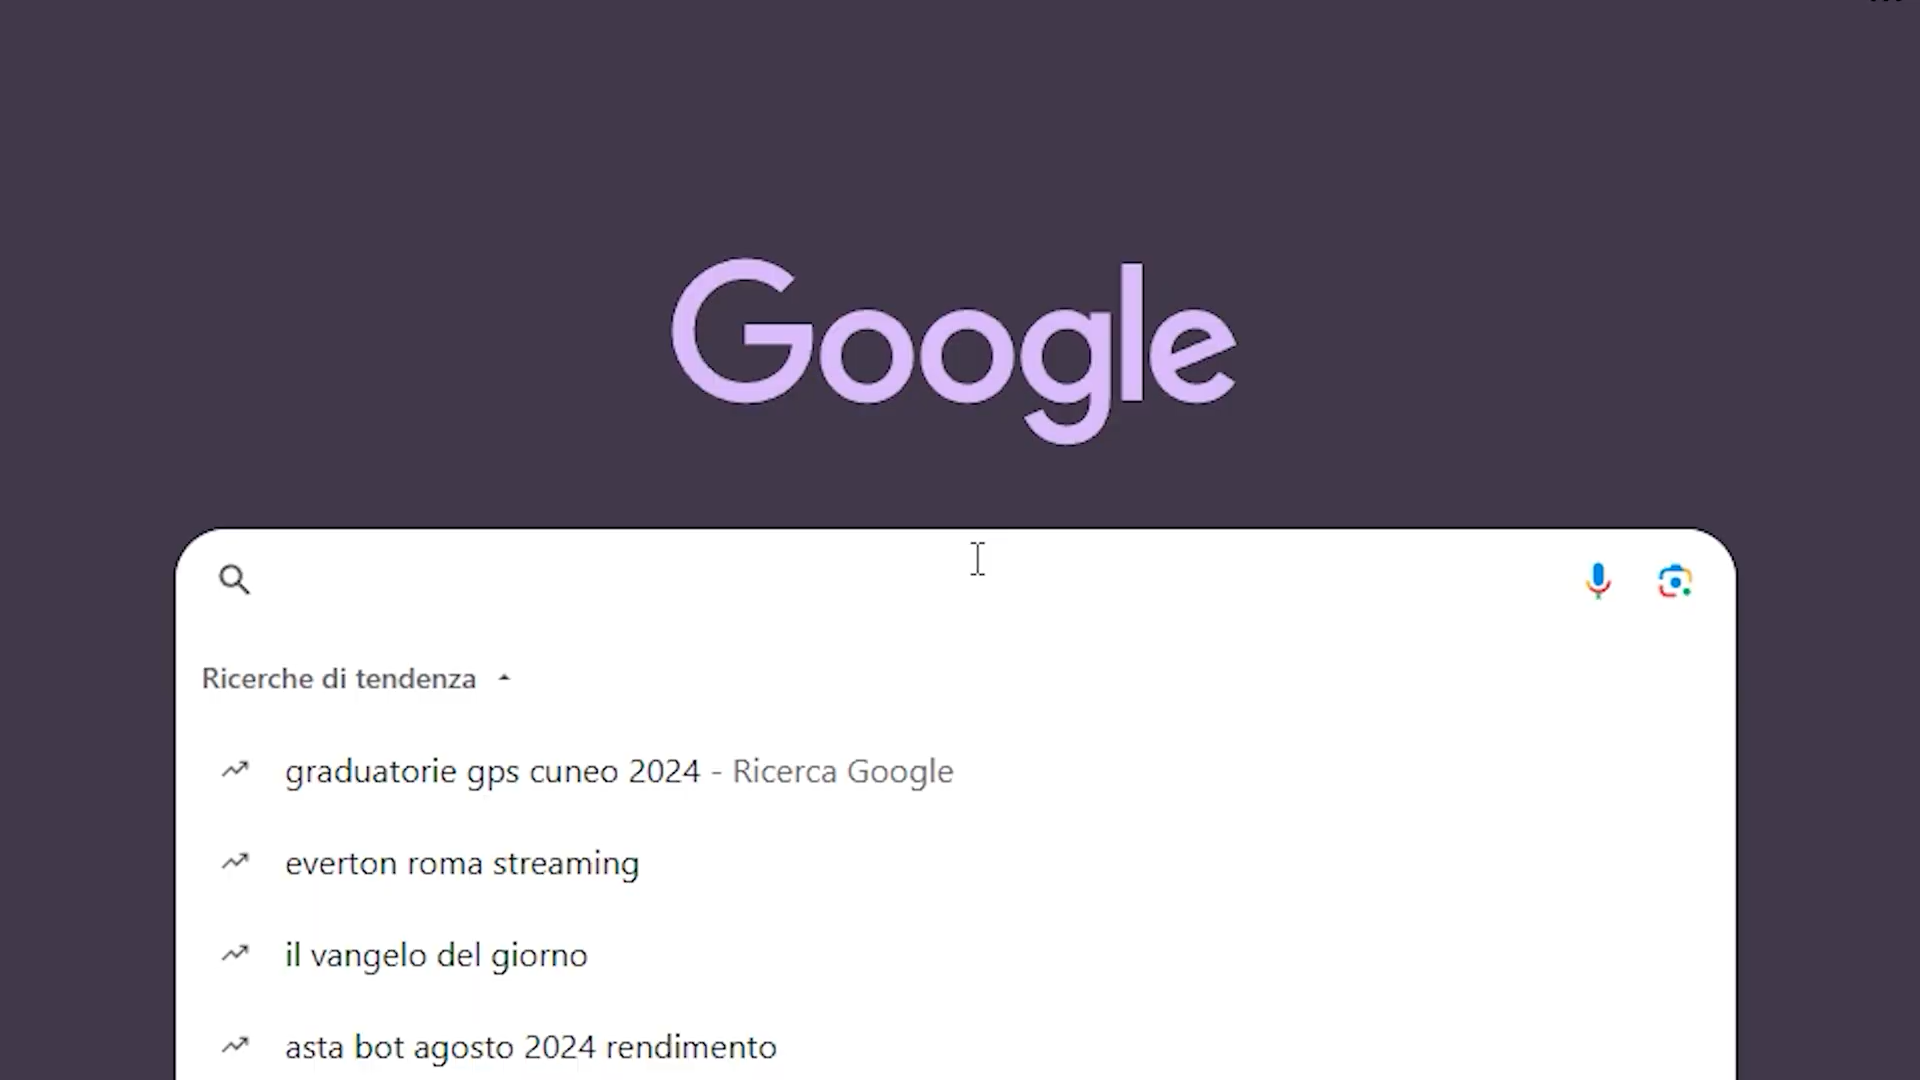 Google
Ricerche di tendenza
graduatorie gps cuneo 2024 - Ricerca Google
everton roma streaming
il vangelo del giorno
asta bot agosto 2024 rendimento